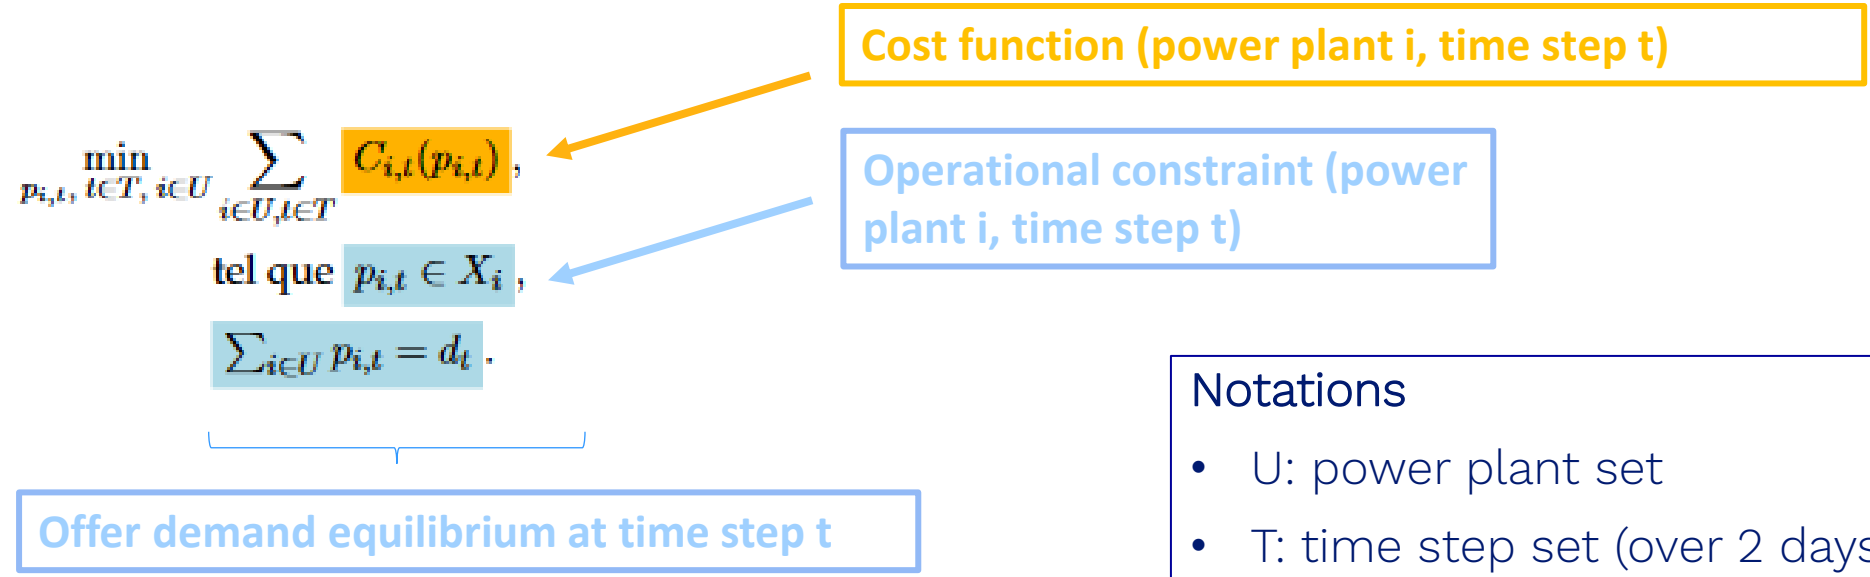 Cost function (power plant i, time step t)
min_{p_{i,t}, t∈T, i∈U} ∑_{i∈U,t∈T} C_{i,t}(p_{i,t}) ,
Operational constraint (power
plant i, time step t)
tel que p_{i,t} ∈ X_i ,
∑_{i∈U} p_{i,t} = d_t .
Offer demand equilibrium at time step t
Notations
• U: power plant set
• T: time step set (over 2 days